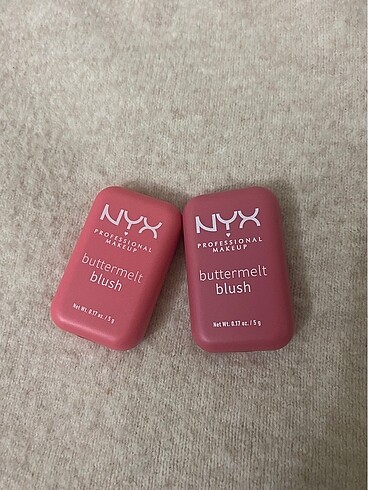 NYX
PROFESSIONAL
MAKEUP
buttermelt
blush
Net Wt. 0.17 oz. / 5 g
NYX
PROFESSIONAL
MAKEUP
buttermelt
blush
Net Wt. 0.17 oz. / 5 g